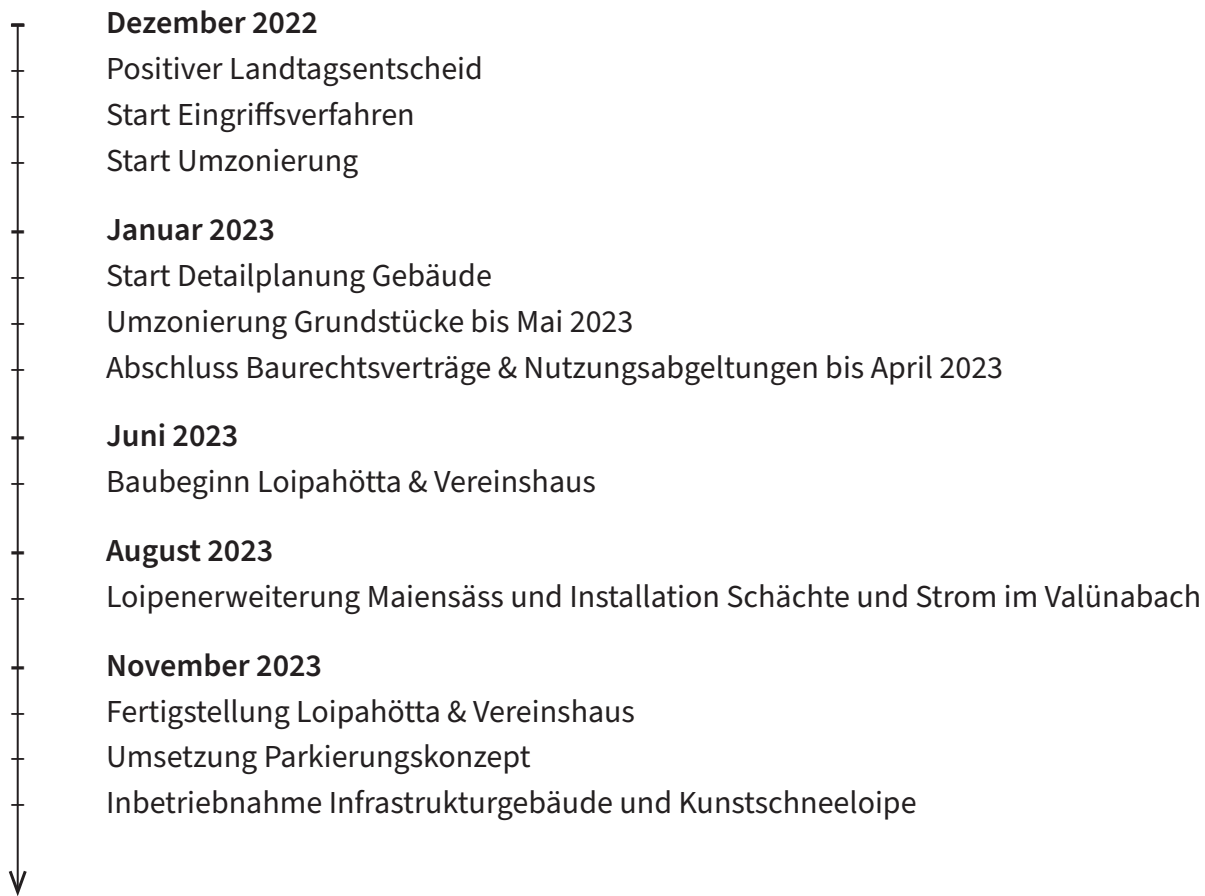 Dezember 2022
Positiver Landtagsentscheid
Start Eingriffsverfahren
Start Umzonierung
Januar 2023
Start Detailplanung Gebäude
Umzonierung Grundstücke bis Mai 2023
Abschluss Baurechtsverträge & Nutzungsabgeltungen bis April 2023
Juni 2023
Baubeginn Loipahötta & Vereinshaus
August 2023
Loipenerweiterung Maiensäss und Installation Schächte und Strom im Valünabach
November 2023
Fertigstellung Loipahötta & Vereinshaus
Umsetzung Parkierungskonzept
Inbetriebnahme Infrastrukturgebäude und Kunstschneeloipe